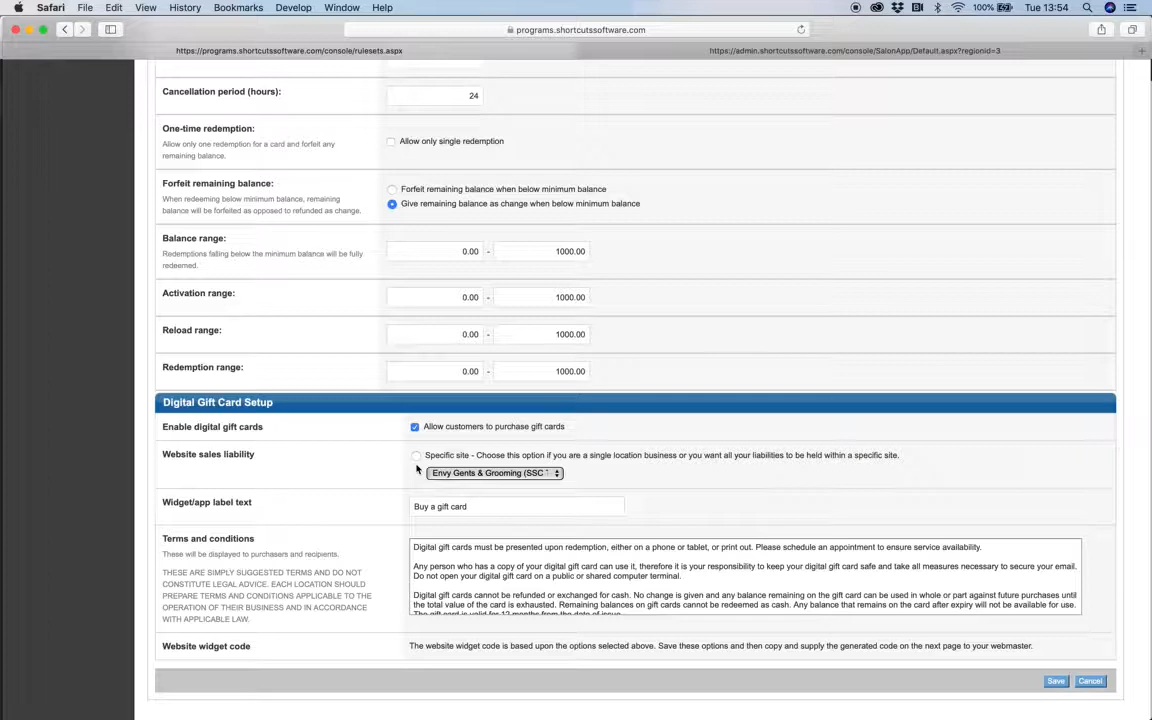 Safari File Edit View History Bookmarks Develop Window Help 100% Tue 13:54
programs.shortcutssoftware.com
https://programs.shortcutssoftware.com/console/rulesets.aspx https://admin.shortcutssoftware.com/console/SalonApp/Default.aspx?regionid=3
Cancellation period (hours): 24
One-time redemption:
Allow only one redemption for a card and forfeit any
remaining balance.
Allow only single redemption
Forfeit remaining balance:
When redeeming below minimum balance, remaining
balance will be forfeited as opposed to refunded as change.
Forfeit remaining balance when below minimum balance
Give remaining balance as change when below minimum balance
Balance range:
Redemptions falling below the minimum balance will be fully
redeemed.
0.00 - 1000.00
Activation range: 0.00 - 1000.00
Reload range: 0.00 - 1000.00
Redemption range: 0.00 - 1000.00
Digital Gift Card Setup
Enable digital gift cards Allow customers to purchase gift cards
Website sales liability Specific site - Choose this option if you are a single location business or you want all your liabilities to be held within a specific site.
Envy Gents & Grooming (SSC
Widget/app label text Buy a gift card
Terms and conditions
These will be displayed to purchasers and recipients.
THESE ARE SIMPLY SUGGESTED TERMS AND DO NOT
CONSTITUTE LEGAL ADVICE. EACH LOCATION SHOULD
PREPARE TERMS AND CONDITIONS APPLICABLE TO THE
OPERATION OF THEIR BUSINESS AND IN ACCORDANCE
WITH APPLICABLE LAW.
Digital gift cards must be presented upon redemption, either on a phone or tablet, or print out. Please schedule an appointment to ensure service availability.
Any person who has a copy of your digital gift card can use it, therefore it is your responsibility to keep your digital gift card safe and take all measures necessary to secure your email.
Do not open your digital gift card on a public or shared computer terminal.
Digital gift cards cannot be refunded or exchanged for cash. No change is given and any balance remaining on the gift card can be used in whole or part against future purchases until
the total value of the card is exhausted. Remaining balances on gift cards cannot be redeemed as cash. Any balance that remains on the card after expiry will not be available for use.
The gift card is valid for 12 months from the date of issue.
Website widget code The website widget code is based upon the options selected above. Save these options and then copy and supply the generated code on the next page to your webmaster.
Save Cancel